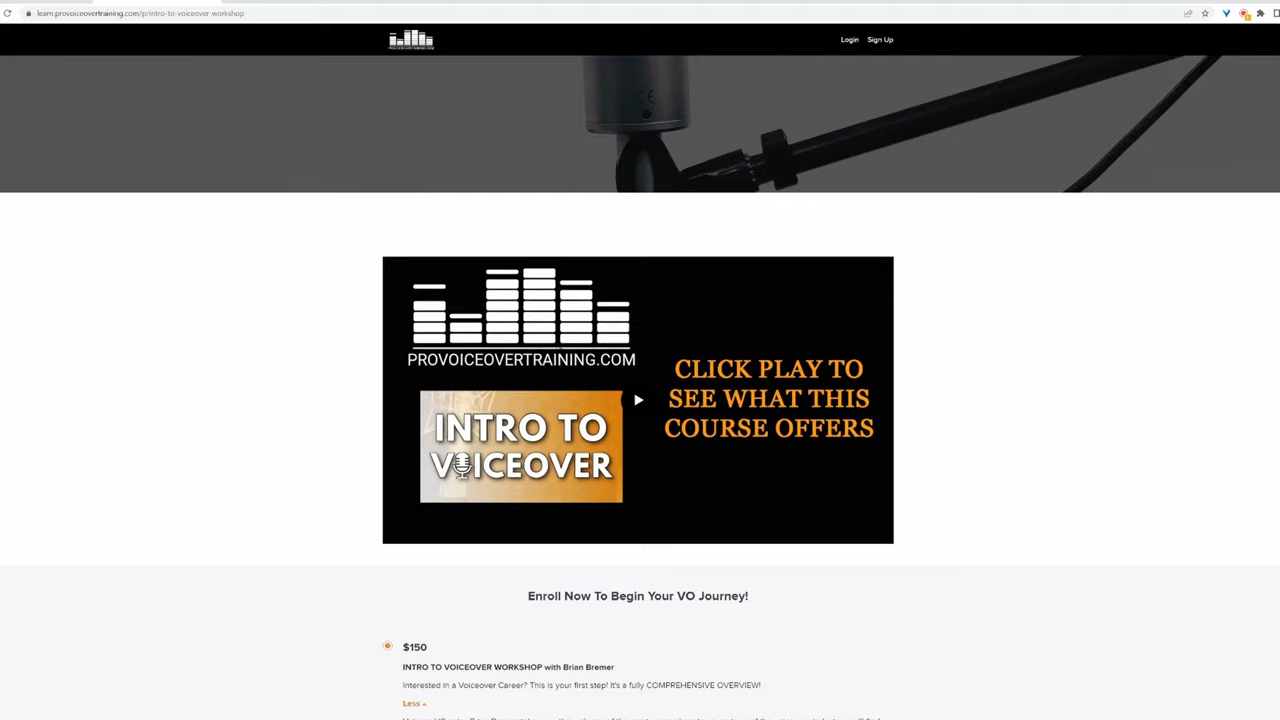 learn.provoiceovertraining.com/p/intro-to-voiceover-workshop
PROVOICEOVERTRAINING.COM
Login Sign Up
PROVOICEOVERTRAINING.COM
INTRO TO
VOICEOVER
CLICK PLAY TO
SEE WHAT THIS
COURSE OFFERS
Enroll Now To Begin Your VO Journey!
$150
INTRO TO VOICEOVER WORKSHOP with Brian Bremer
Interested in a Voiceover Career? This is your first step! It's a fully COMPREHENSIVE OVERVIEW!
Less